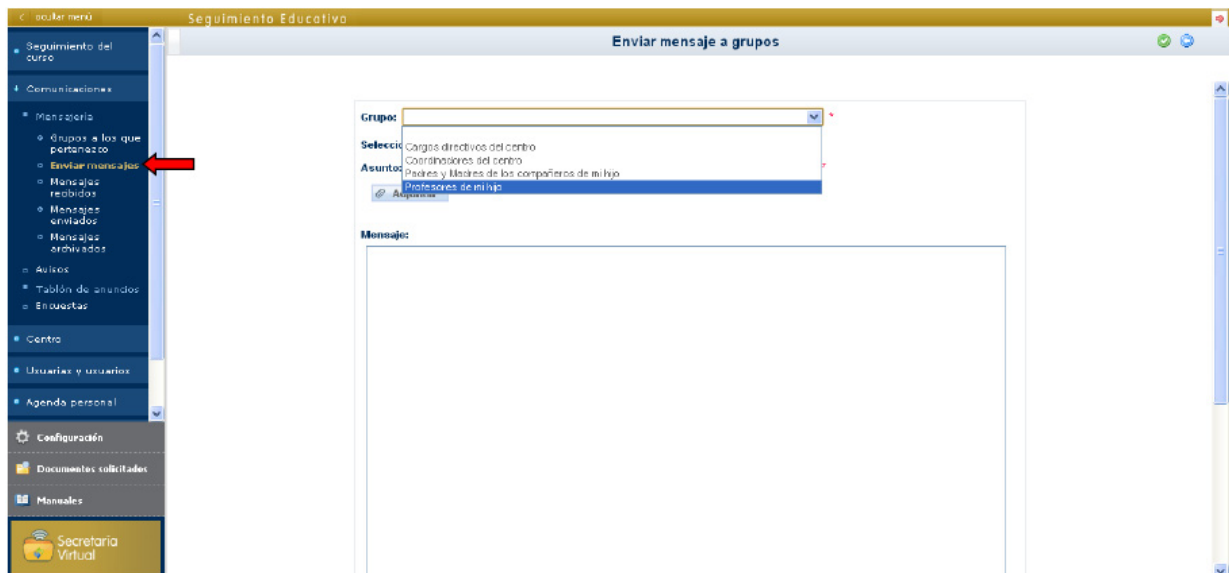 ocultar menú
Seguimiento Educativo
Enviar mensaje a grupos
Seguimiento del
curso
Comunicaciones
Mensajería
Grupos a los que
pertenezco
Enviar mensajes
Mensajes
recibidos
Mensajes
enviados
Mensajes
archivados
Avisos
Tablón de anuncios
Encuestas
Centro
Usuarias y usuarios
Agenda personal
Configuración
Documentos solicitados
Manuales
Secretaría
Virtual
Grupo: *
Cargos directivos del centro
Coordinadores del centro
Asunto:
Padres y Madres de los compañeros de mi hijo
Profesores de mi hijo
Mensaje: